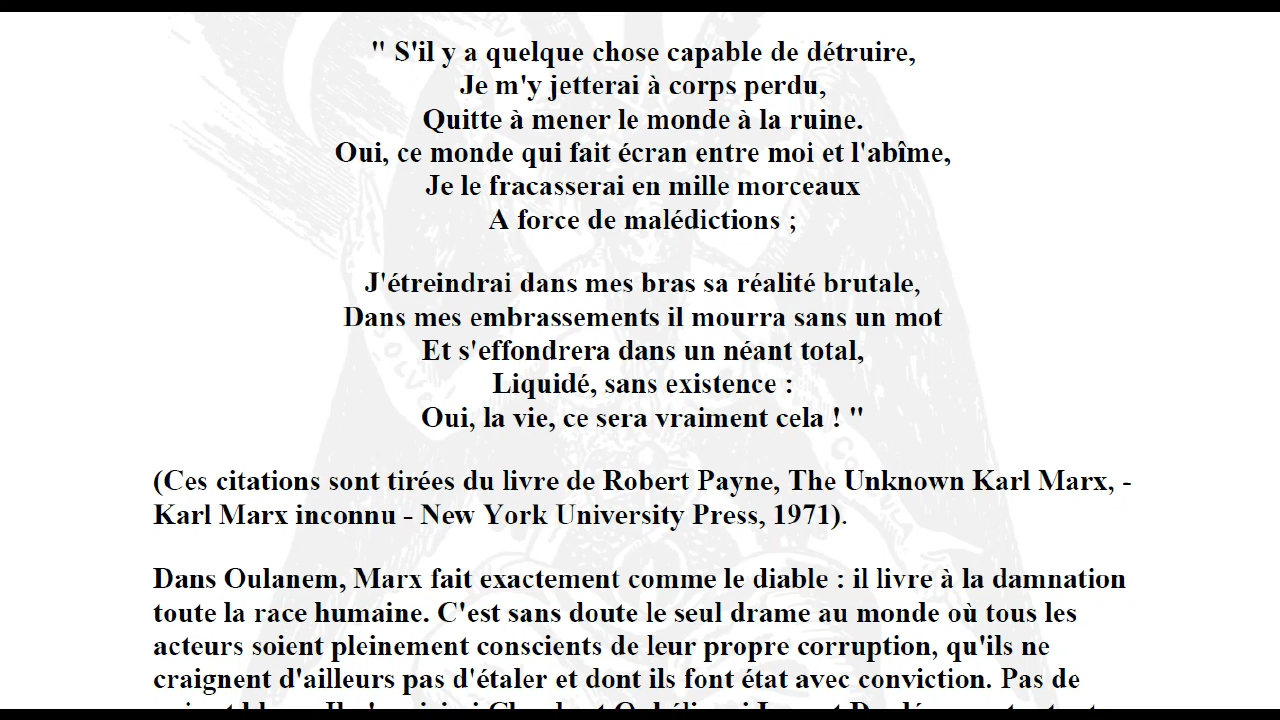 " S'il y a quelque chose capable de détruire,
Je m'y jetterai à corps perdu,
Quitte à mener le monde à la ruine.
Oui, ce monde qui fait écran entre moi et l'abîme,
Je le fracasserai en mille morceaux
A force de malédictions ;
J'étreindrai dans mes bras sa réalité brutale,
Dans mes embrassements il mourra sans un mot
Et s'effondrera dans un néant total,
Liquidé, sans existence :
Oui, la vie, ce sera vraiment cela ! "
(Ces citations sont tirées du livre de Robert Payne, The Unknown Karl Marx, -
Karl Marx inconnu - New York University Press, 1971).
Dans Oulanem, Marx fait exactement comme le diable : il livre à la damnation
toute la race humaine. C'est sans doute le seul drame au monde où tous les
acteurs soient pleinement conscients de leur propre corruption, qu'ils ne
craignent d'ailleurs pas d'étaler et dont ils font état avec conviction. Pas de